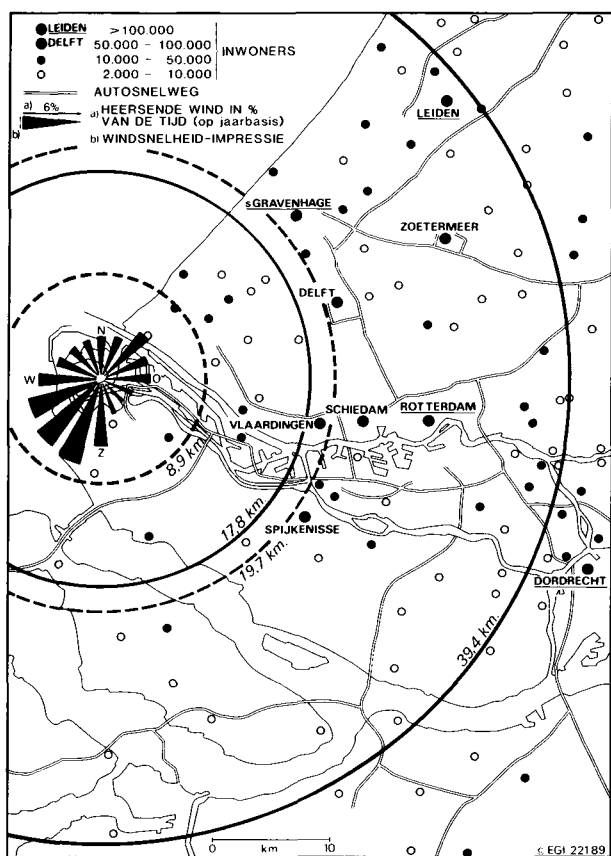 LEIDEN >100.000
DELFT 50.000 - 100.000
10.000 - 50.000
2.000 - 10.000
INWONERS
AUTOSNELWEG
a) 6%
b)
a) HEERSENDE WIND IN %
VAN DE TIJD (op jaarbasis)
b) WINDSNELHEID-IMPRESSIE
LEIDEN
sGRAVENHAGE
ZOETERMEER
DELFT
N
W
O
Z
SCHIEDAM
ROTTERDAM
VLAARDINGEN
8,9 km.
SPIJKENISSE
17.8 km.
19.7 km.
DORDRECHT
39.4 km.
0 10
km
c EGI 22189